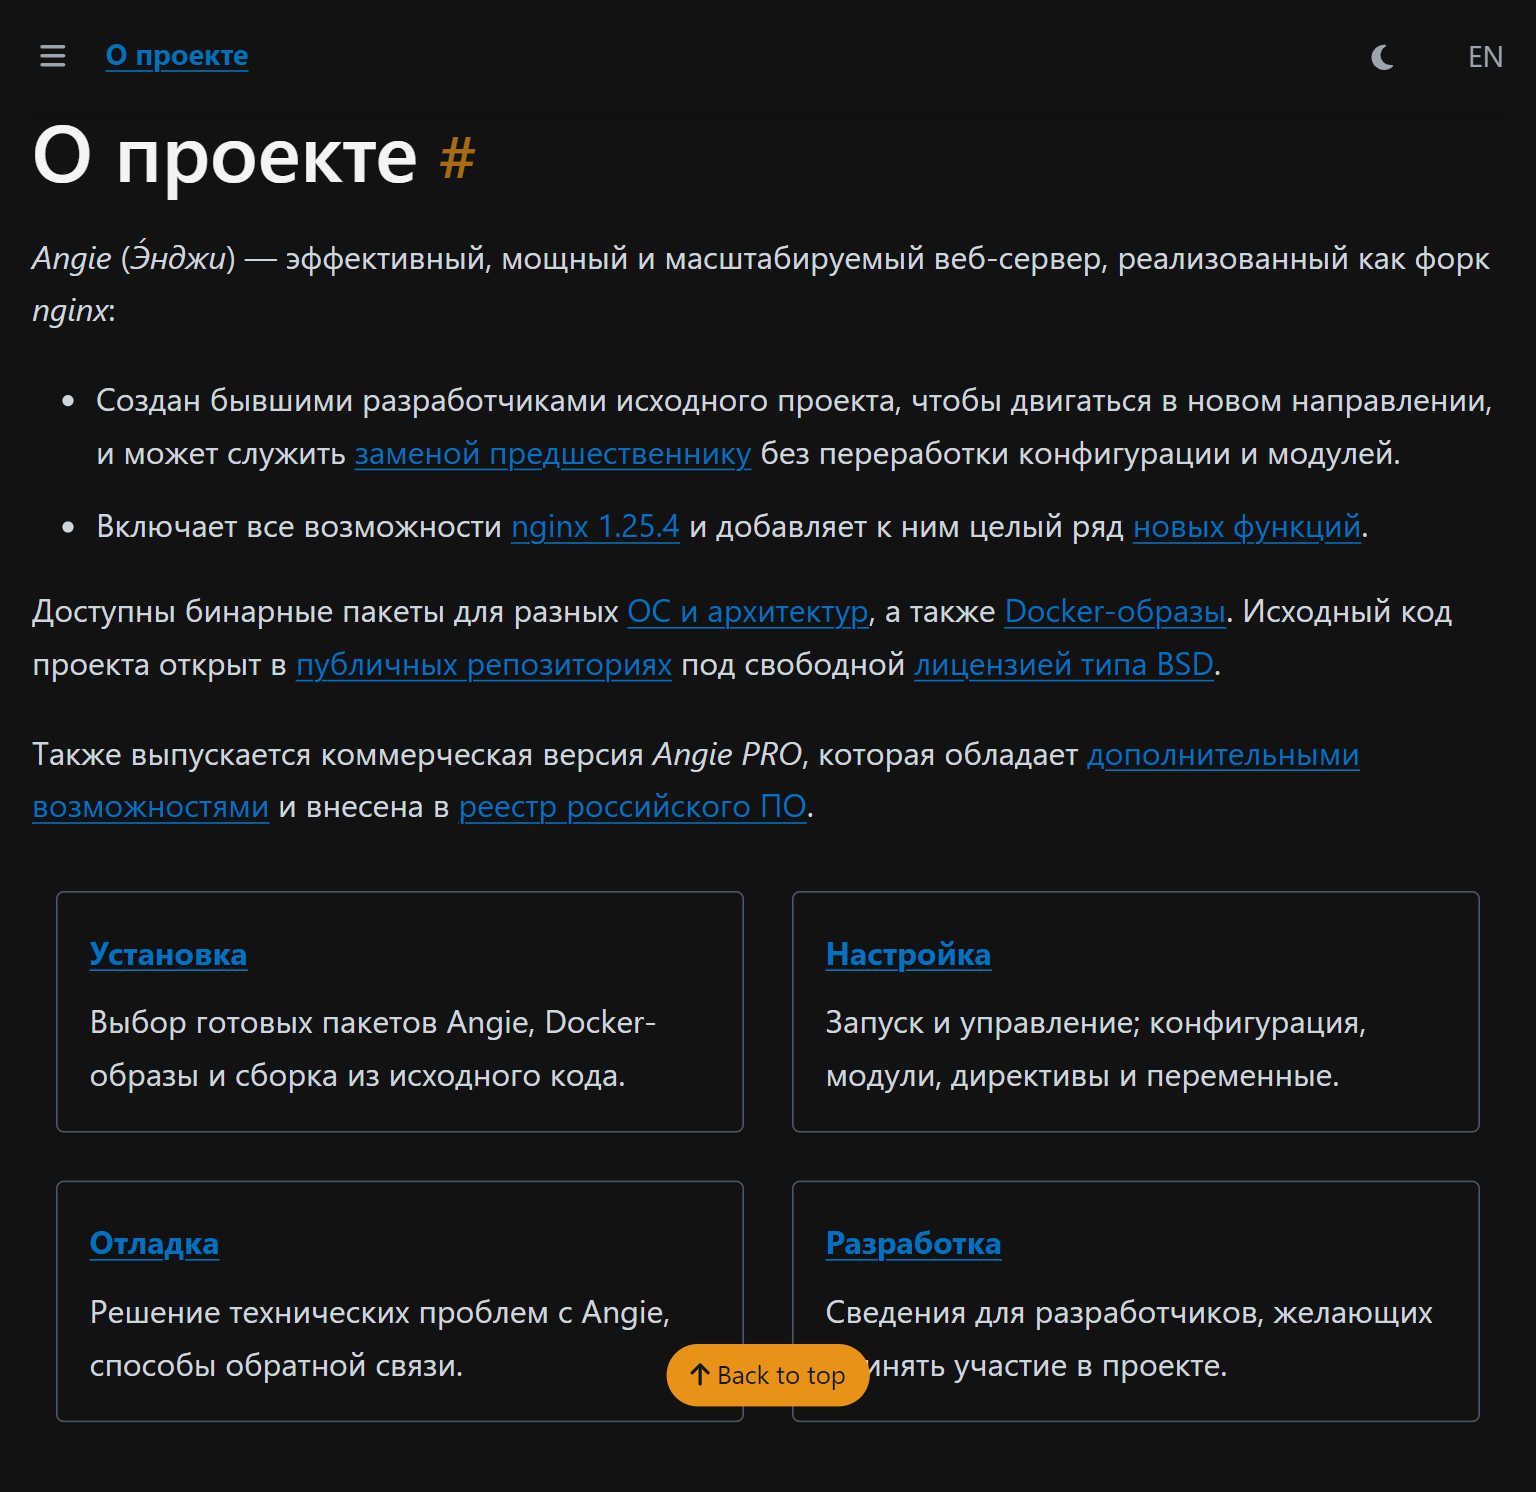 О проекте
EN
О проекте #
Angie (Э́нджи) — эффективный, мощный и масштабируемый веб-сервер, реализованный как форк
nginx:
Создан бывшими разработчиками исходного проекта, чтобы двигаться в новом направлении,
и может служить заменой предшественнику без переработки конфигурации и модулей.
Включает все возможности nginx 1.25.4 и добавляет к ним целый ряд новых функций.
Доступны бинарные пакеты для разных ОС и архитектур, а также Docker-образы. Исходный код
проекта открыт в публичных репозиториях под свободной лицензией типа BSD.
Также выпускается коммерческая версия Angie PRO, которая обладает дополнительными
возможностями и внесена в реестр российского ПО.
Установка
Выбор готовых пакетов Angie, Docker-
образы и сборка из исходного кода.
Настройка
Запуск и управление; конфигурация,
модули, директивы и переменные.
Отладка
Решение технических проблем с Angie,
способы обратной связи.
Разработка
Сведения для разработчиков, желающих
участие в проекте.
Back to top